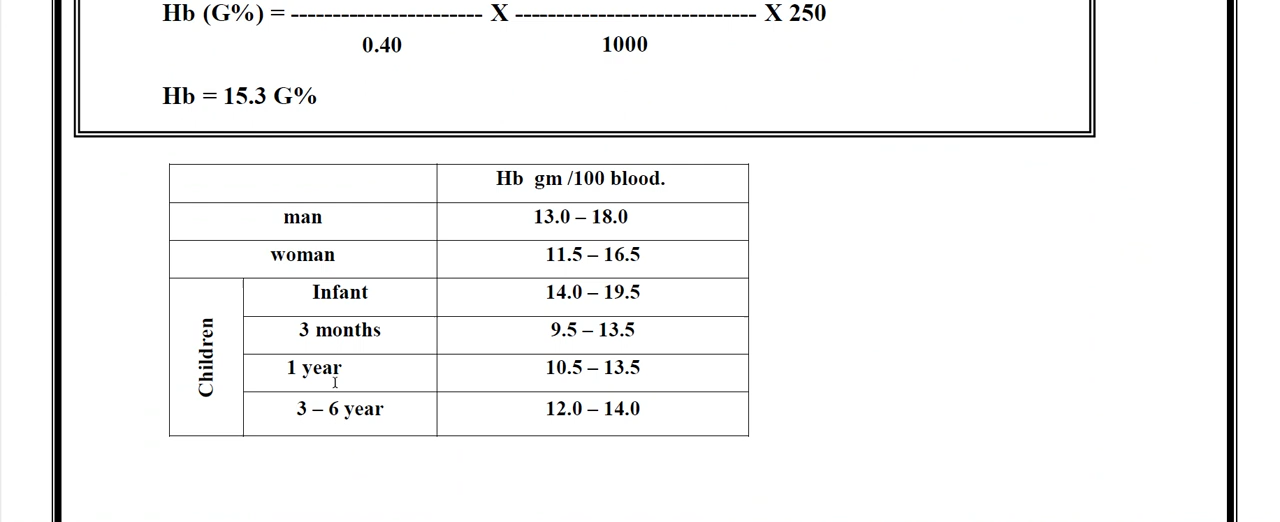 Hb (G%) = ----------------------- X ----------------------------- X 250
0.40 1000
Hb = 15.3 G%
Hb gm /100 blood.
man 13.0 – 18.0
woman 11.5 – 16.5
Children
Infant 14.0 – 19.5
3 months 9.5 – 13.5
1 year 10.5 – 13.5
3 – 6 year 12.0 – 14.0